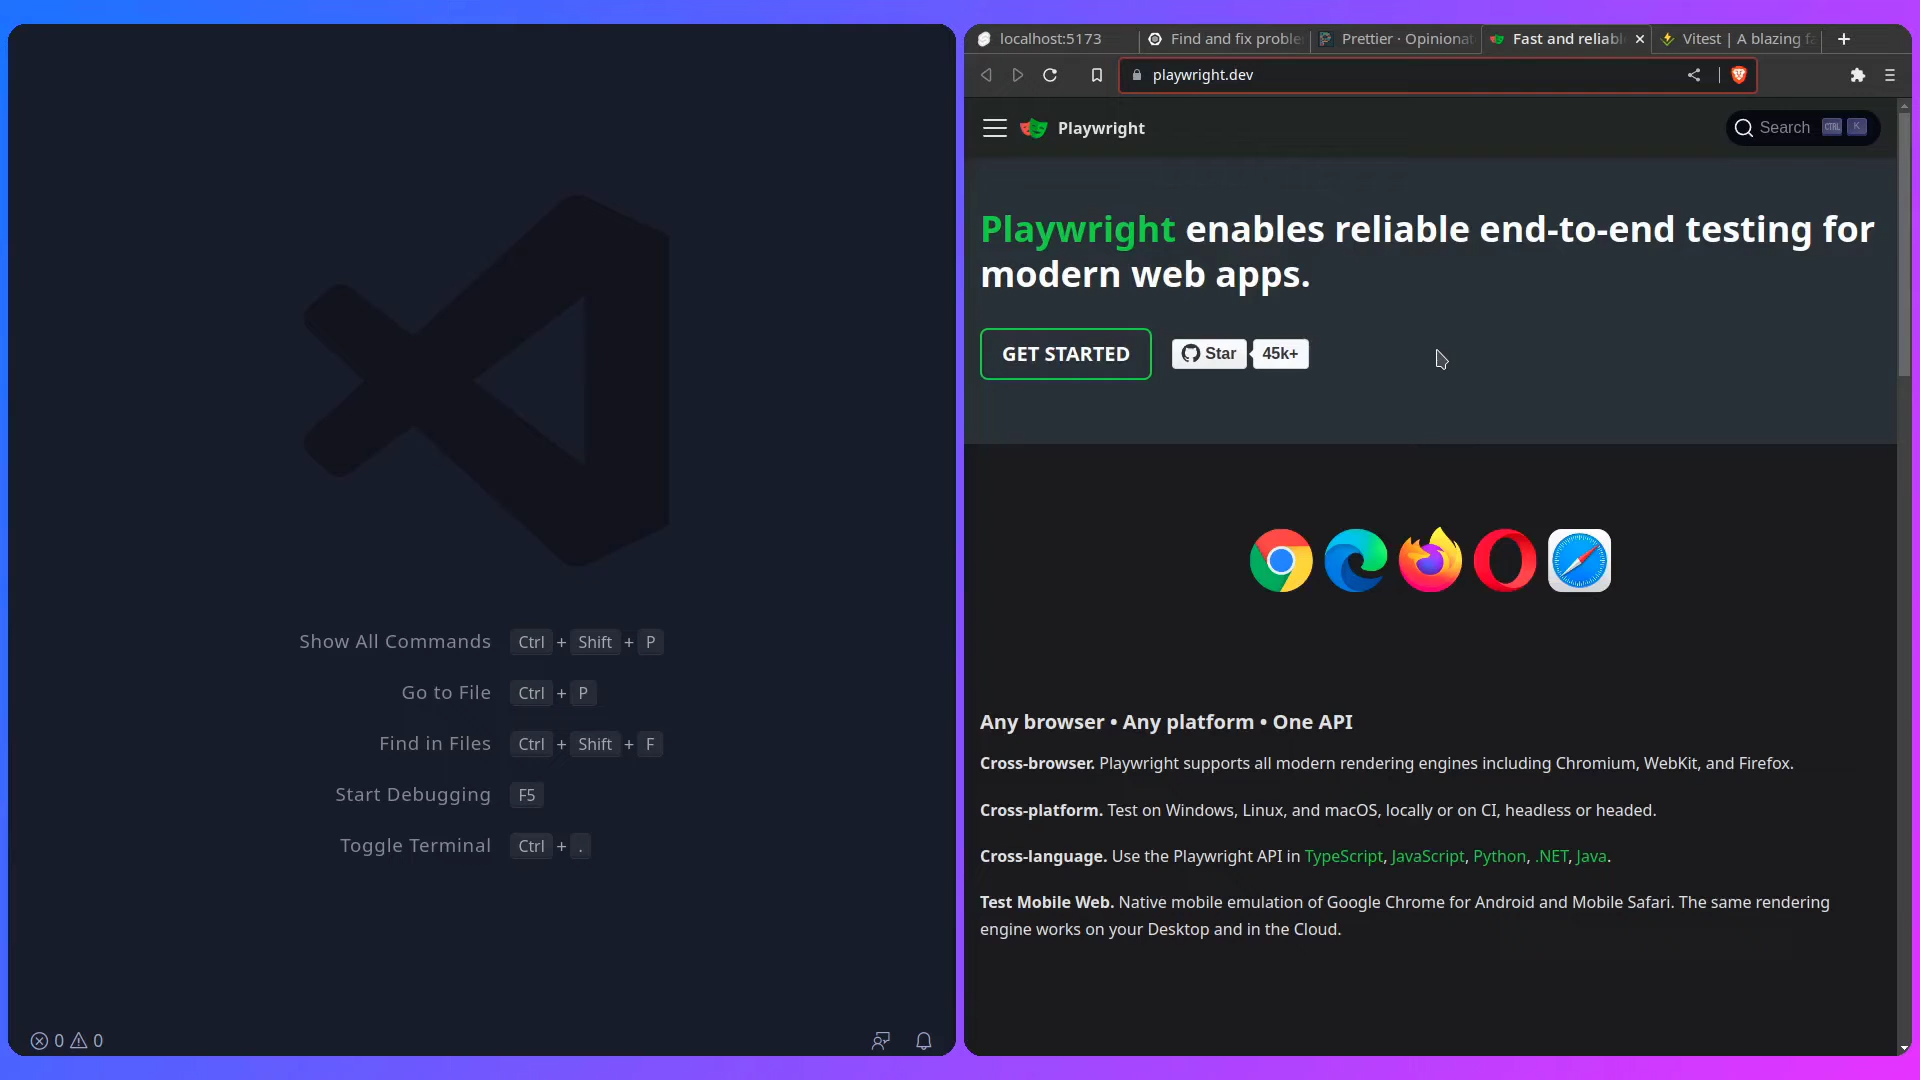 Show All Commands Ctrl + Shift + P
Go to File Ctrl + P
Find in Files Ctrl + Shift + F
Start Debugging F5
Toggle Terminal Ctrl + .
0 0
localhost:5173
Find and fix proble
Prettier · Opinionat
Fast and reliabl
Vitest | A blazing fa
playwright.dev
Playwright
Search CTRL K
Playwright enables reliable end-to-end testing for
modern web apps.
GET STARTED
Star 45k+
Any browser • Any platform • One API
Cross-browser. Playwright supports all modern rendering engines including Chromium, WebKit, and Firefox.
Cross-platform. Test on Windows, Linux, and macOS, locally or on CI, headless or headed.
Cross-language. Use the Playwright API in TypeScript, JavaScript, Python, .NET, Java.
Test Mobile Web. Native mobile emulation of Google Chrome for Android and Mobile Safari. The same rendering
engine works on your Desktop and in the Cloud.